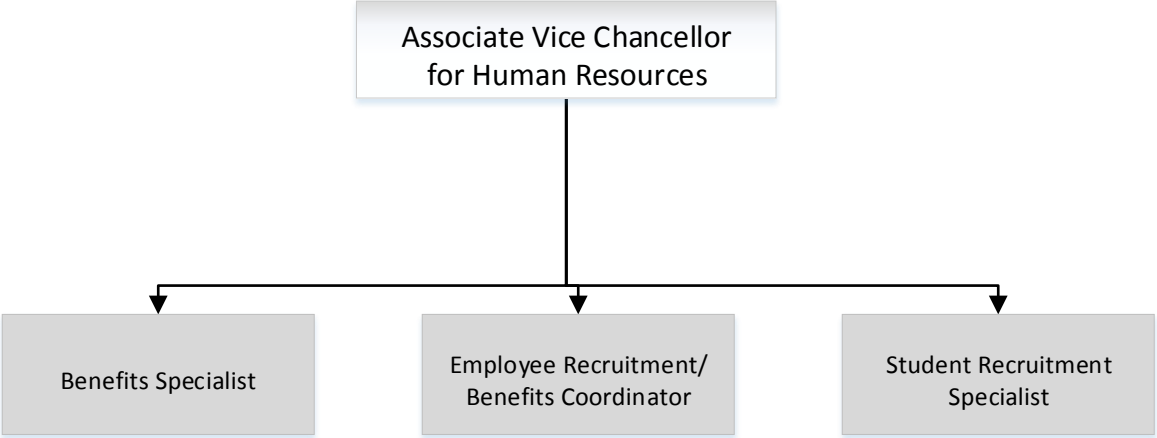 Associate Vice Chancellor
for Human Resources
Benefits Specialist
Employee Recruitment/
Benefits Coordinator
Student Recruitment
Specialist